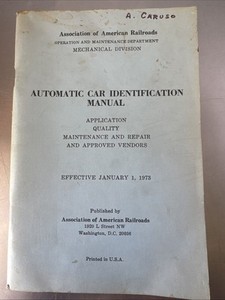 A. CARUSO
Association of American Railroads
OPERATION AND MAINTENANCE DEPARTMENT
MECHANICAL DIVISION
AUTOMATIC CAR IDENTIFICATION
MANUAL
APPLICATION
QUALITY
MAINTENANCE AND REPAIR
AND APPROVED VENDORS
EFFECTIVE JANUARY 1, 1975
Published by
Association of American Railroads
1920 L Street NW
Washington, D.C. 20036
Printed in U.S.A.